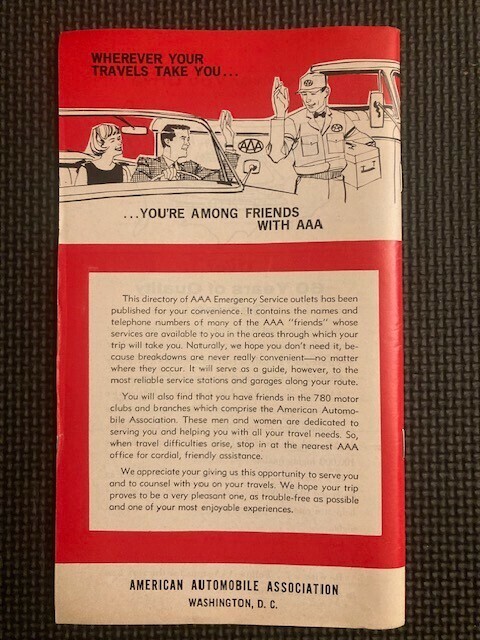 WHEREVER YOUR
TRAVELS TAKE YOU...
AAA
...YOU'RE AMONG FRIENDS
WITH AAA
This directory of AAA Emergency Service outlets has been
published for your convenience. It contains the names and
telephone numbers of many of the AAA "friends" whose
services are available to you in the areas through which your
trip will take you. Naturally, we hope you don't need it, be-
cause breakdowns are never really convenient—no matter
where they occur. It will serve as a guide, however, to the
most reliable service stations and garages along your route.
You will also find that you have friends in the 780 motor
clubs and branches which comprise the American Automo-
bile Association. These men and women are dedicated to
serving you and helping you with all your travel needs. So,
when travel difficulties arise, stop in at the nearest AAA
office for cordial, friendly assistance.
We appreciate your giving us this opportunity to serve you
and to counsel with you on your travels. We hope your trip
proves to be a very pleasant one, as trouble-free as possible
and one of your most enjoyable experiences.
AMERICAN AUTOMOBILE ASSOCIATION
WASHINGTON, D. C.